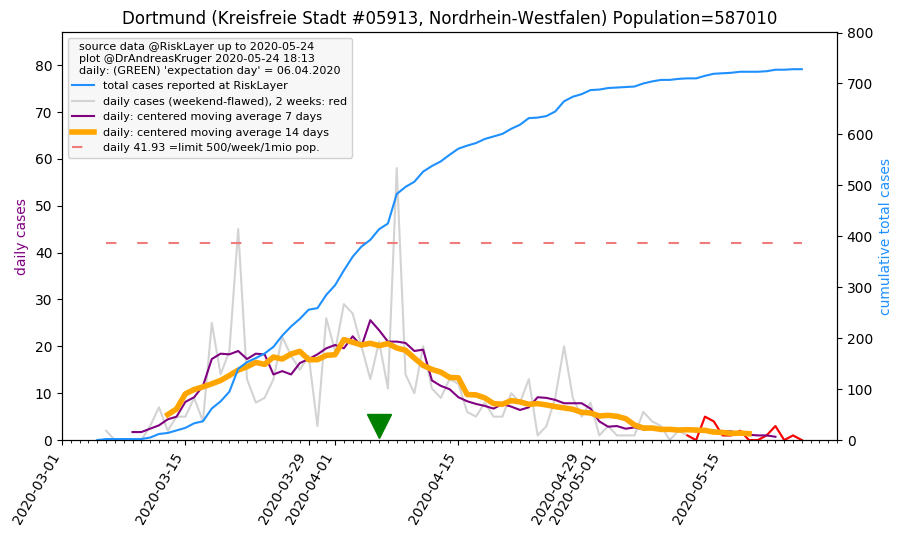 Dortmund (Kreisfreie Stadt #05913, Nordrhein-Westfalen) Population=587010
source data @RiskLayer up to 2020-05-24
plot @DrAndreasKruger 2020-05-24 18:13
daily: (GREEN) 'expectation day' = 06.04.2020
total cases reported at RiskLayer
daily cases (weekend-flawed), 2 weeks: red
daily: centered moving average 7 days
daily: centered moving average 14 days
daily 41.93 =limit 500/week/1mio pop.
daily cases
80
70
60
50
40
30
20
10
0
cumulative total cases
800
700
600
500
400
300
200
100
0
2020-03-01
2020-03-15
2020-03-29
2020-04-01
2020-04-15
2020-04-29
2020-05-01
2020-05-15